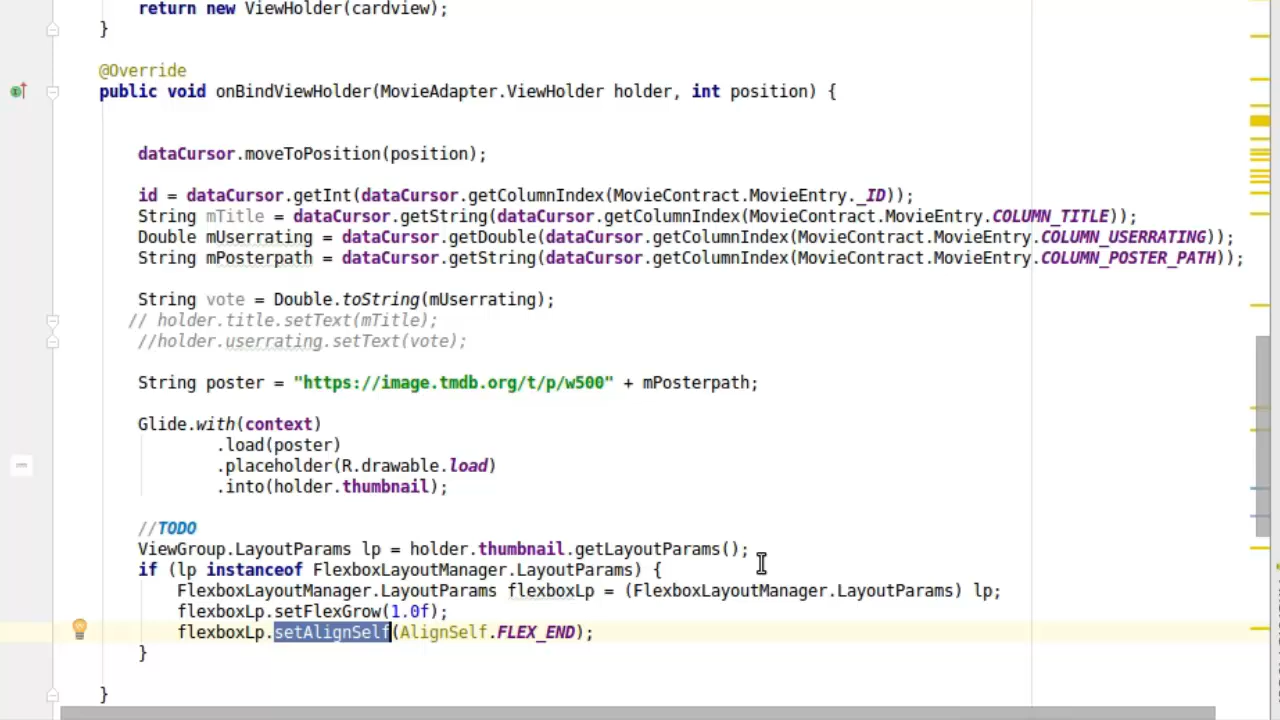 return new ViewHolder(cardview);
}
@Override
public void onBindViewHolder(MovieAdapter.ViewHolder holder, int position) {
dataCursor.moveToPosition(position);
id = dataCursor.getInt(dataCursor.getColumnIndex(MovieContract.MovieEntry._ID));
String mTitle = dataCursor.getString(dataCursor.getColumnIndex(MovieContract.MovieEntry.COLUMN_TITLE));
Double mUserrating = dataCursor.getDouble(dataCursor.getColumnIndex(MovieContract.MovieEntry.COLUMN_USERRATING));
String mPosterpath = dataCursor.getString(dataCursor.getColumnIndex(MovieContract.MovieEntry.COLUMN_POSTER_PATH));
String vote = Double.toString(mUserrating);
// holder.title.setText(mTitle);
//holder.userrating.setText(vote);
String poster = "https://image.tmdb.org/t/p/w500" + mPosterpath;
Glide.with(context)
.load(poster)
.placeholder(R.drawable.load)
.into(holder.thumbnail);
//TODO
ViewGroup.LayoutParams lp = holder.thumbnail.getLayoutParams();
if (lp instanceof FlexboxLayoutManager.LayoutParams) {
FlexboxLayoutManager.LayoutParams flexboxLp = (FlexboxLayoutManager.LayoutParams) lp;
flexboxLp.setFlexGrow(1.0f);
flexboxLp.setAlignSelf(AlignSelf.FLEX_END);
}
}